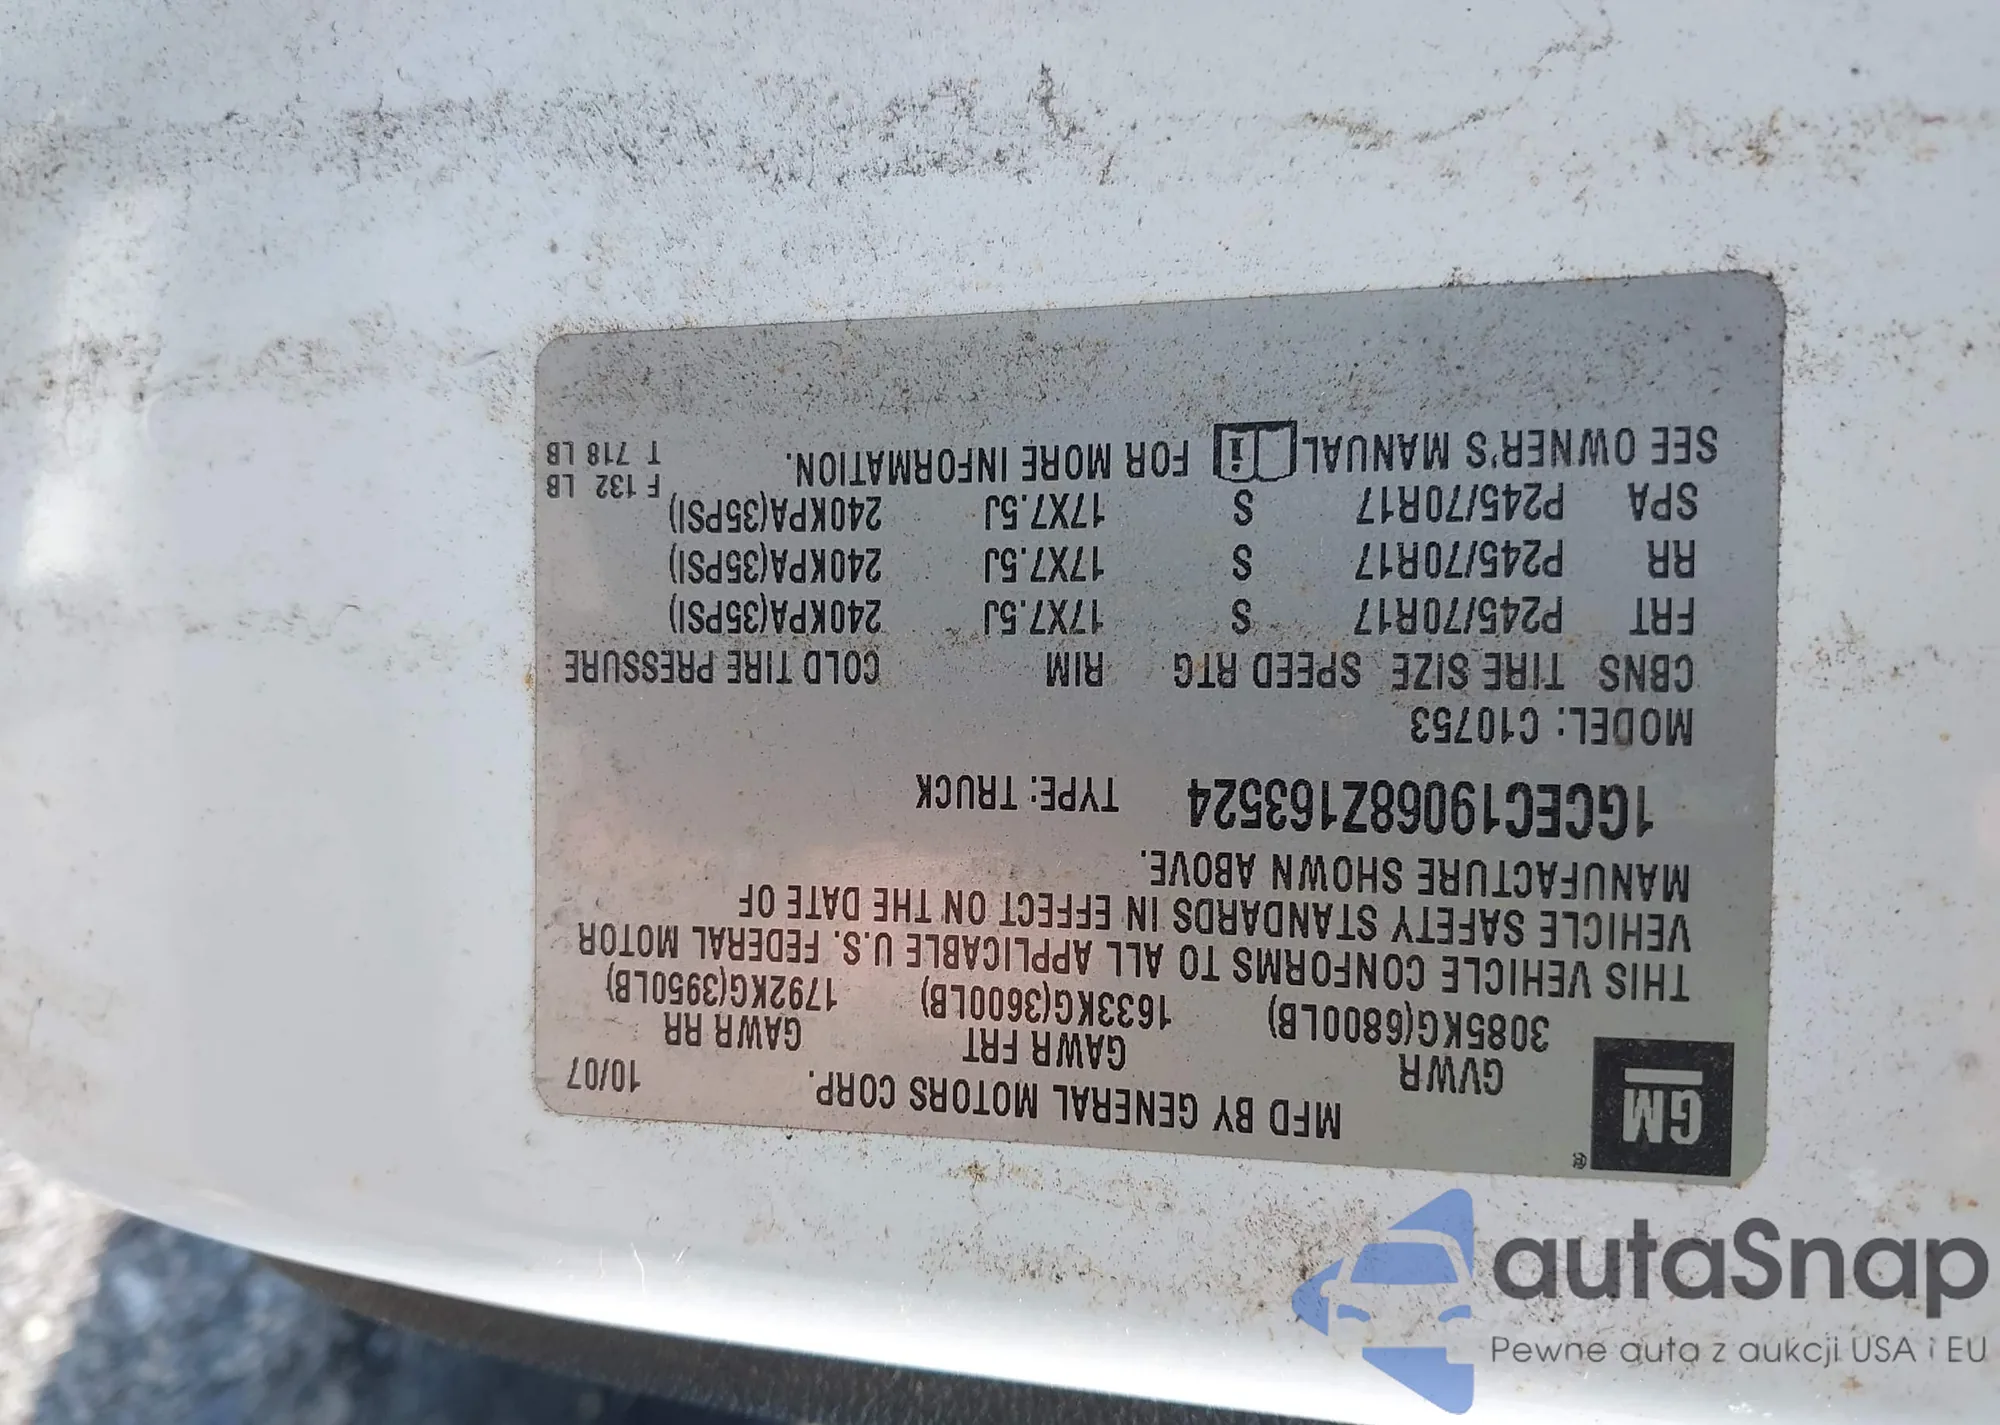 GM
®
MFD BY GENERAL MOTORS CORP. 10/07
GVWR GAWR FRT GAWR RR
3085KG(6800LB) 1633KG(3600LB) 1792KG(3950LB)
THIS VEHICLE CONFORMS TO ALL APPLICABLE U.S. FEDERAL MOTOR
VEHICLE SAFETY STANDARDS IN EFFECT ON THE DATE OF
MANUFACTURE SHOWN ABOVE.
1GCEC19068Z163524 TYPE: TRUCK
MODEL: C10753
CBNS TIRE SIZE SPEED RTG RIM COLD TIRE PRESSURE
FRT P245/70R17 S 17X7.5J 240KPA(35PSI)
RR P245/70R17 S 17X7.5J 240KPA(35PSI)
SPA P245/70R17 S 17X7.5J 240KPA(35PSI)
SEE OWNER'S MANUAL i FOR MORE INFORMATION.
F 132 LB
T 718 LB
autaSnap
Pewne auta z aukcji USA i EU